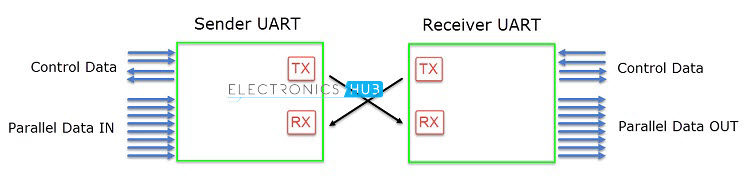 Sender UART
Receiver UART
Control Data
TX
TX
Control Data
ELECTRONICS HUB
Parallel Data IN
RX
RX
Parallel Data OUT